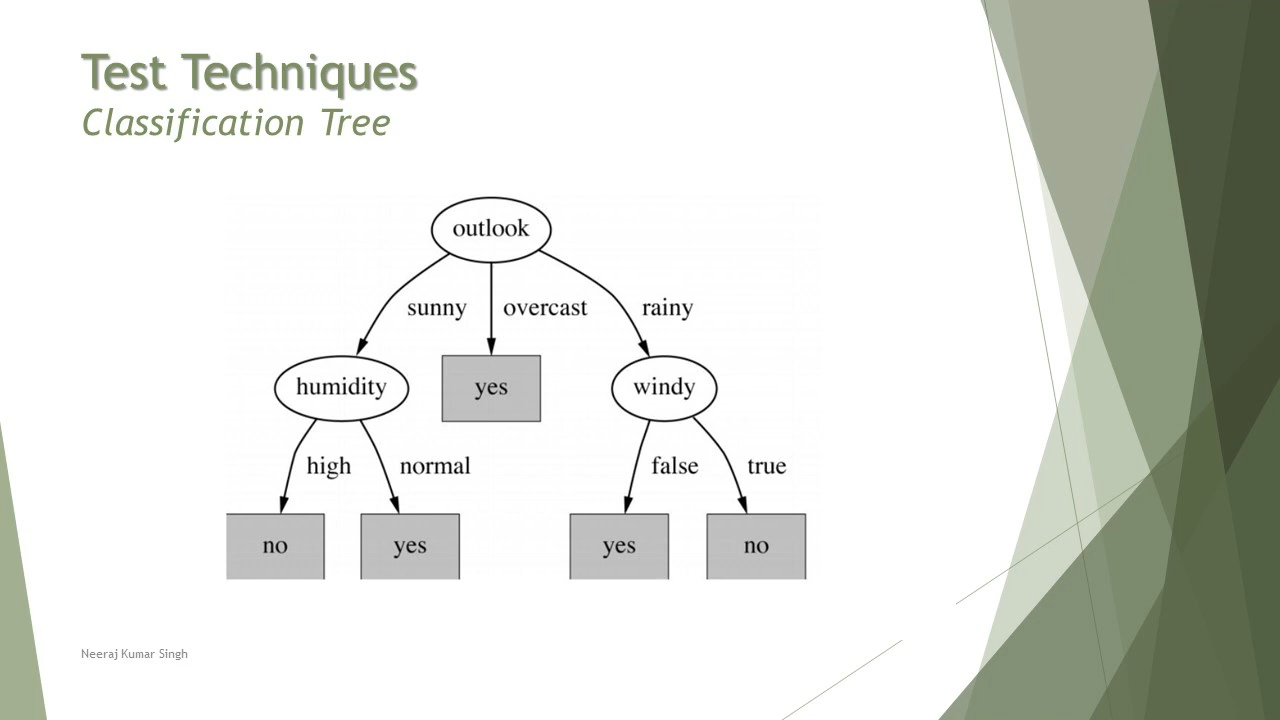 Test Techniques
Classification Tree
outlook
sunny overcast rainy
humidity yes windy
high normal false true
no yes yes no
Neeraj Kumar Singh